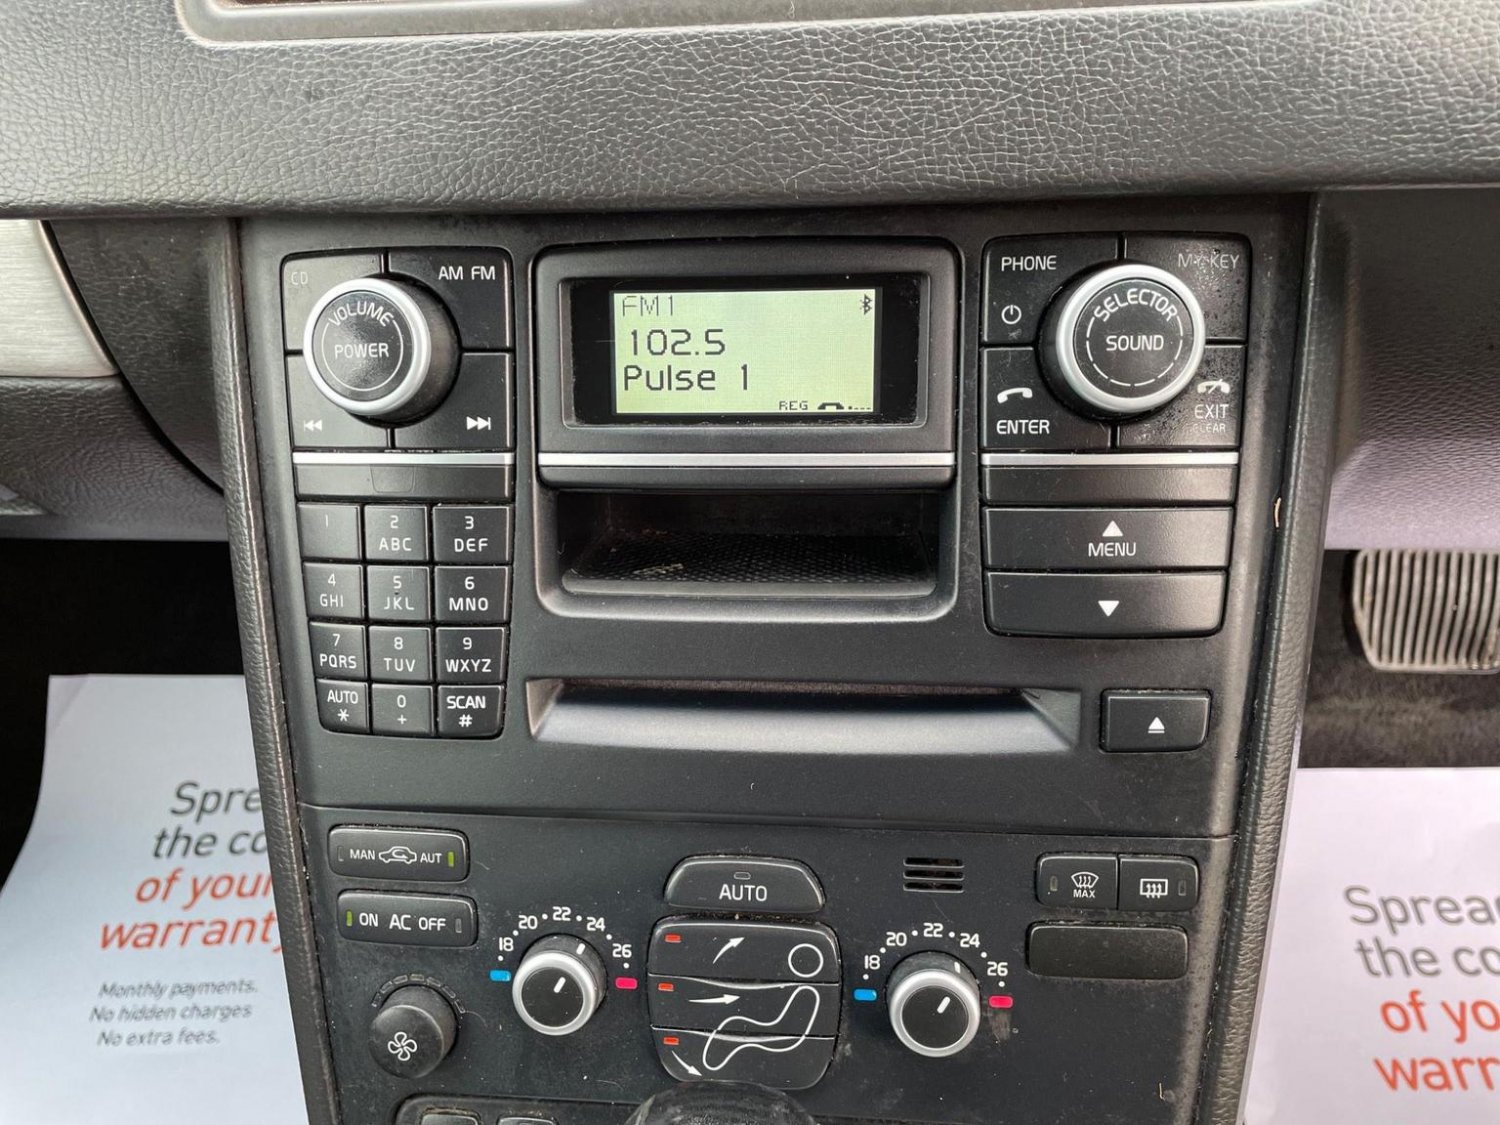 CD
AM FM
VOLUME
POWER
FM1
102.5
Pulse 1
REG
PHONE
MY KEY
SELECTOR
SOUND
ENTER
EXIT
CLEAR
1
2
ABC
3
DEF
4
GHI
5
JKL
6
MNO
7
PQRS
8
TUV
9
WXYZ
AUTO
*
0
+
SCAN
#
MENU
MAN AUT
ON AC OFF
18 20 22 24 26
AUTO
18 20 22 24 26
MAX
Spre
the co
of your
warranty
Monthly payments.
No hidden charges
No extra fees.
Sprea
the co
of yo
warr